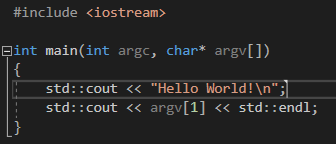 #include <iostream>
int main(int argc, char* argv[])
{
std::cout << "Hello World!\n";
std::cout << argv[1] << std::endl;
}